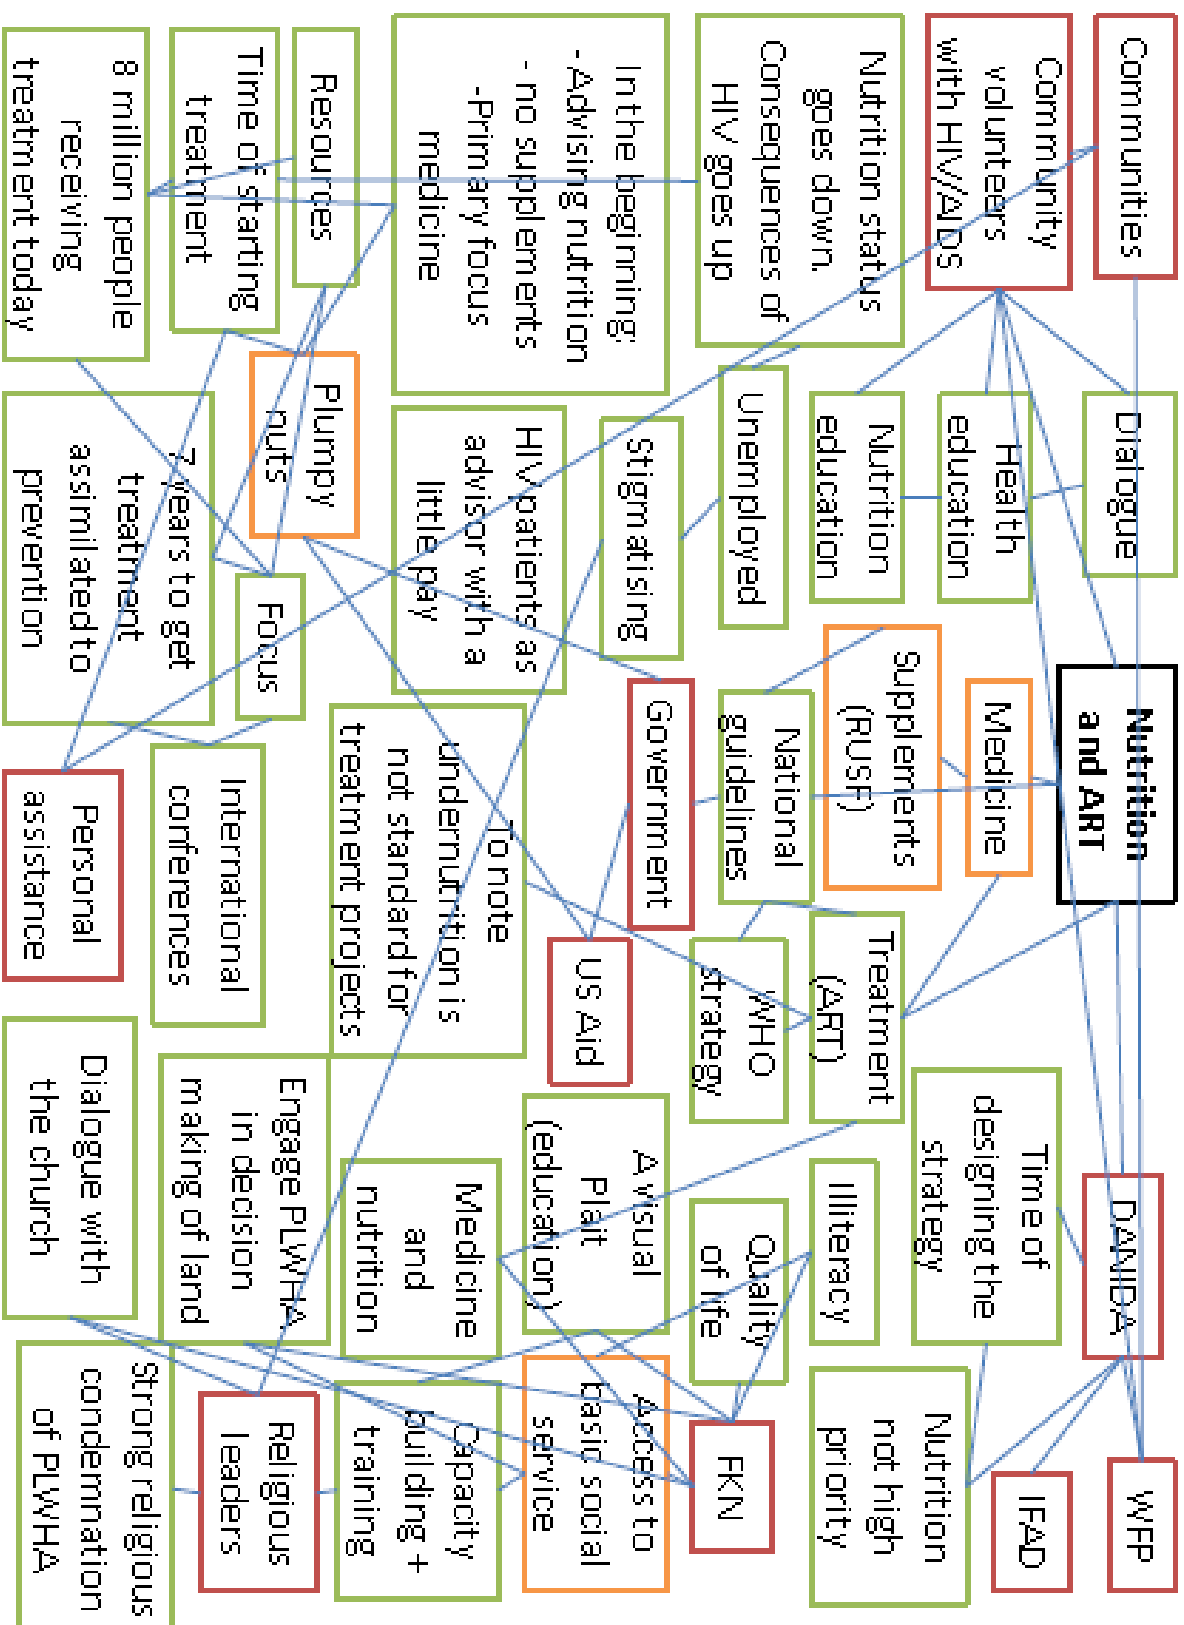 Communities
Community
volunteers
with HIV/AIDS
Nutrition status
goes down.
Consequences of
HIV goes up
In the beginning:
-Advising nutrition
- no supplements
-Primary focus
medicine
Resources
Time of starting
treatment
8 million people
receiving
treatment today
Dialogue
Health
education
Nutrition
education
Unemployed
Stigmatising
HIV patients as
advisor with a
little pay
Plumpy
nuts
Focus
7 years to get
treatment
assimilated to
prevention
Nutrition
and ART
Medicine
Supplements
(RUSF)
National
guidelines
Government
To note
undernutrition is
not standard for
treatment projects
International
conferences
Personal
assistance
Treatment
(ART)
WHO
strategy
US Aid
DANIDA
Time of
designing the
strategy
Illiteracy
Quality
of life
A visual
Plait
(education)
Medicine
and
nutrition
Engage PLWHA
in decision
making of land
Dialogue with
the church
WFP
IFAD
Nutrition
not high
priority
FKN
Access to
basic social
service
Capacity
building +
training
Religious
leaders
Strong religious
condemnation
of PLWHA